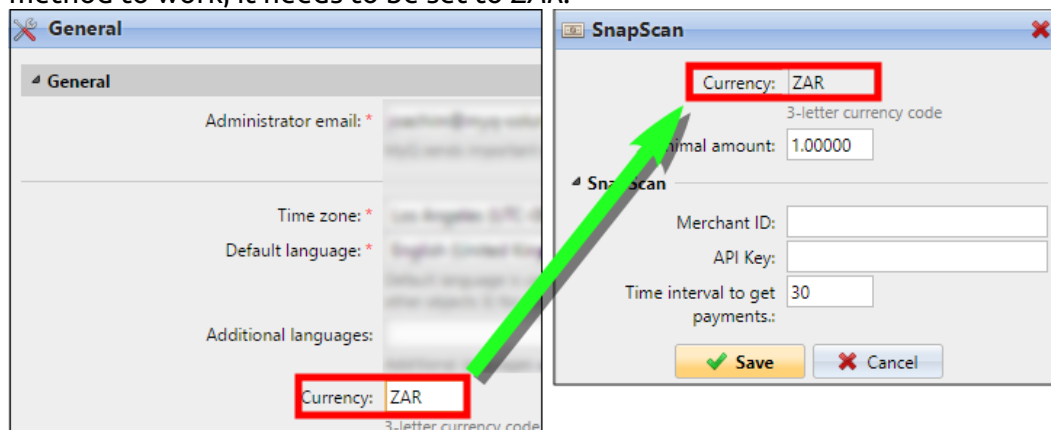 method to work, it needs to be set to ZAR.
General
General
Administrator email: *
Time zone: *
Default language: *
Additional languages:
Currency: ZAR
3-letter currency code
SnapScan
Currency: ZAR
3-letter currency code
amount: 1.00000
SnapScan
Merchant ID:
API Key:
Time interval to get 30
payments.:
Save Cancel